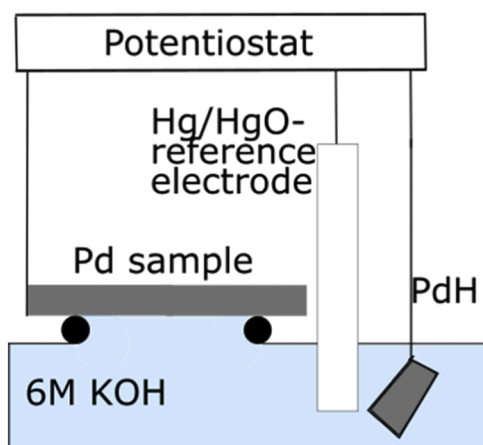 Potentiostat
Hg/HgO-
reference
electrode
Pd sample
PdH
6M KOH